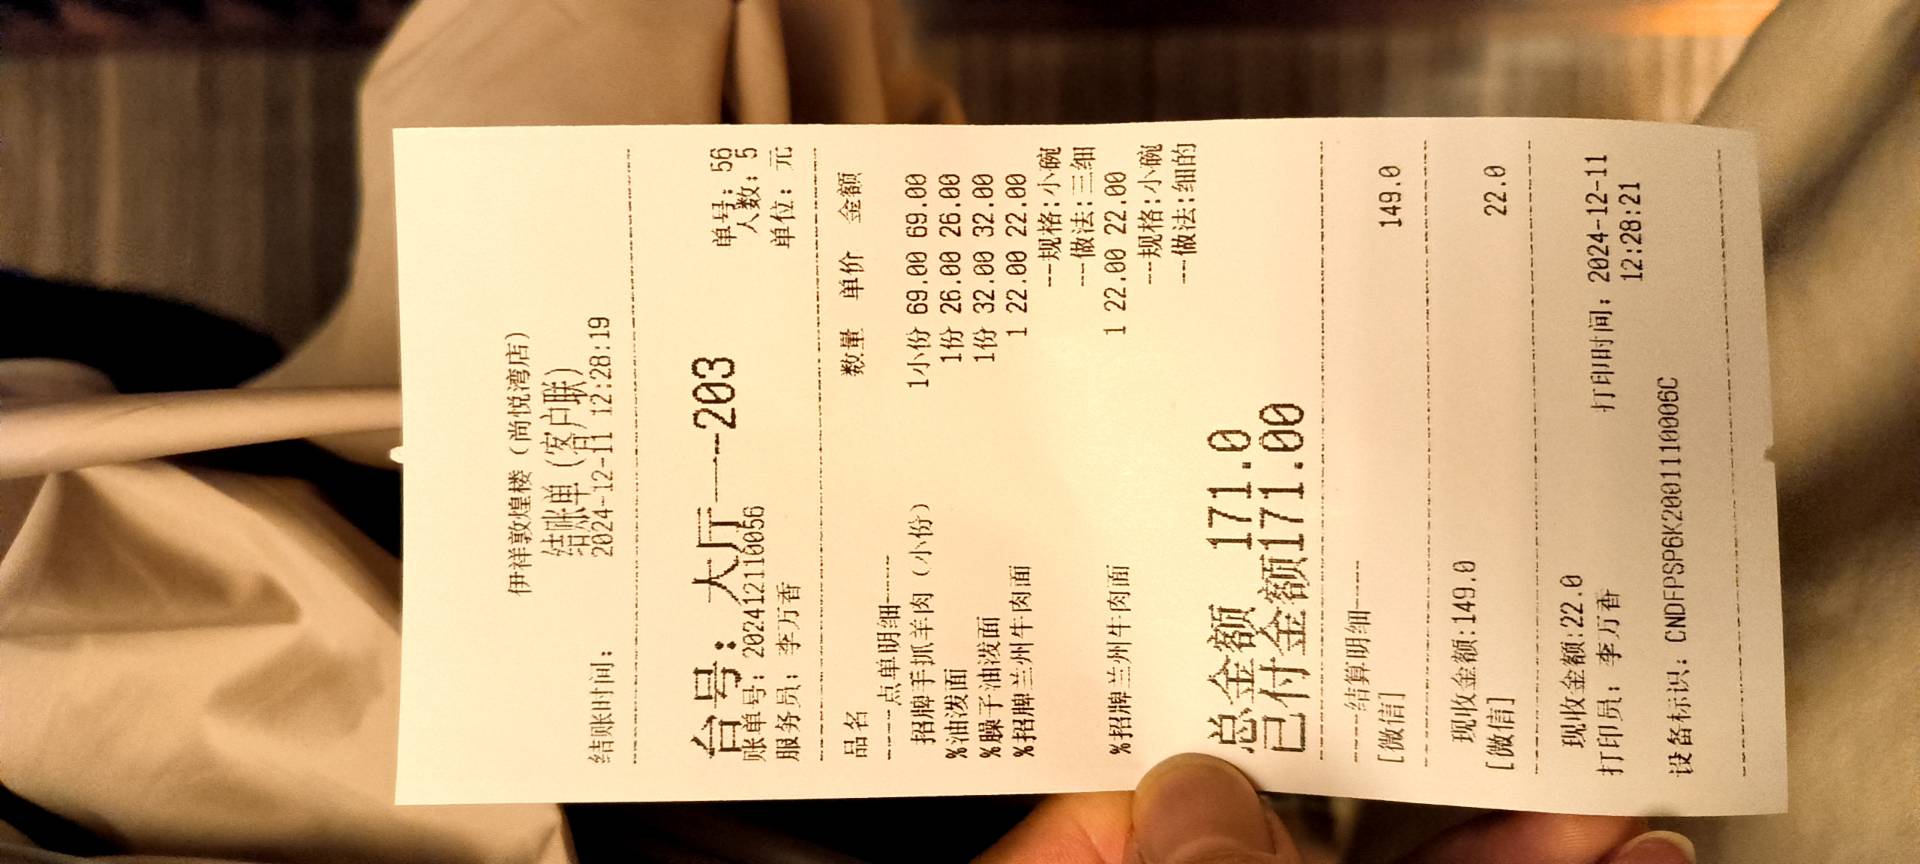 伊祥敦煌楼（尚悦湾店）
结账单（客户联）
结账时间： 2024-12-11 12:28:19
台号：大厅——203
账单号：2024121110056 单号：56
服务员：李万香 人数：5
单位：元
品名 数量 单价 金额
-----点单明细-----
招牌手抓羊肉（小份） 1小份 69.00 69.00
%油泼面 1份 26.00 26.00
%臊子油泼面 1份 32.00 32.00
%招牌兰州牛肉面 1 22.00 22.00
---规格:小碗
---做法:三细
%招牌兰州牛肉面 1 22.00 22.00
---规格:小碗
---做法:细的
总金额 171.0
已付金额171.00
-----结算明细-----
[微信] 149.0
现收金额:149.0
[微信] 22.0
现收金额:22.0
打印员：李万香 打印时间：2024-12-11
12:28:21
设备标识：CNDFPSP6K20011110006C